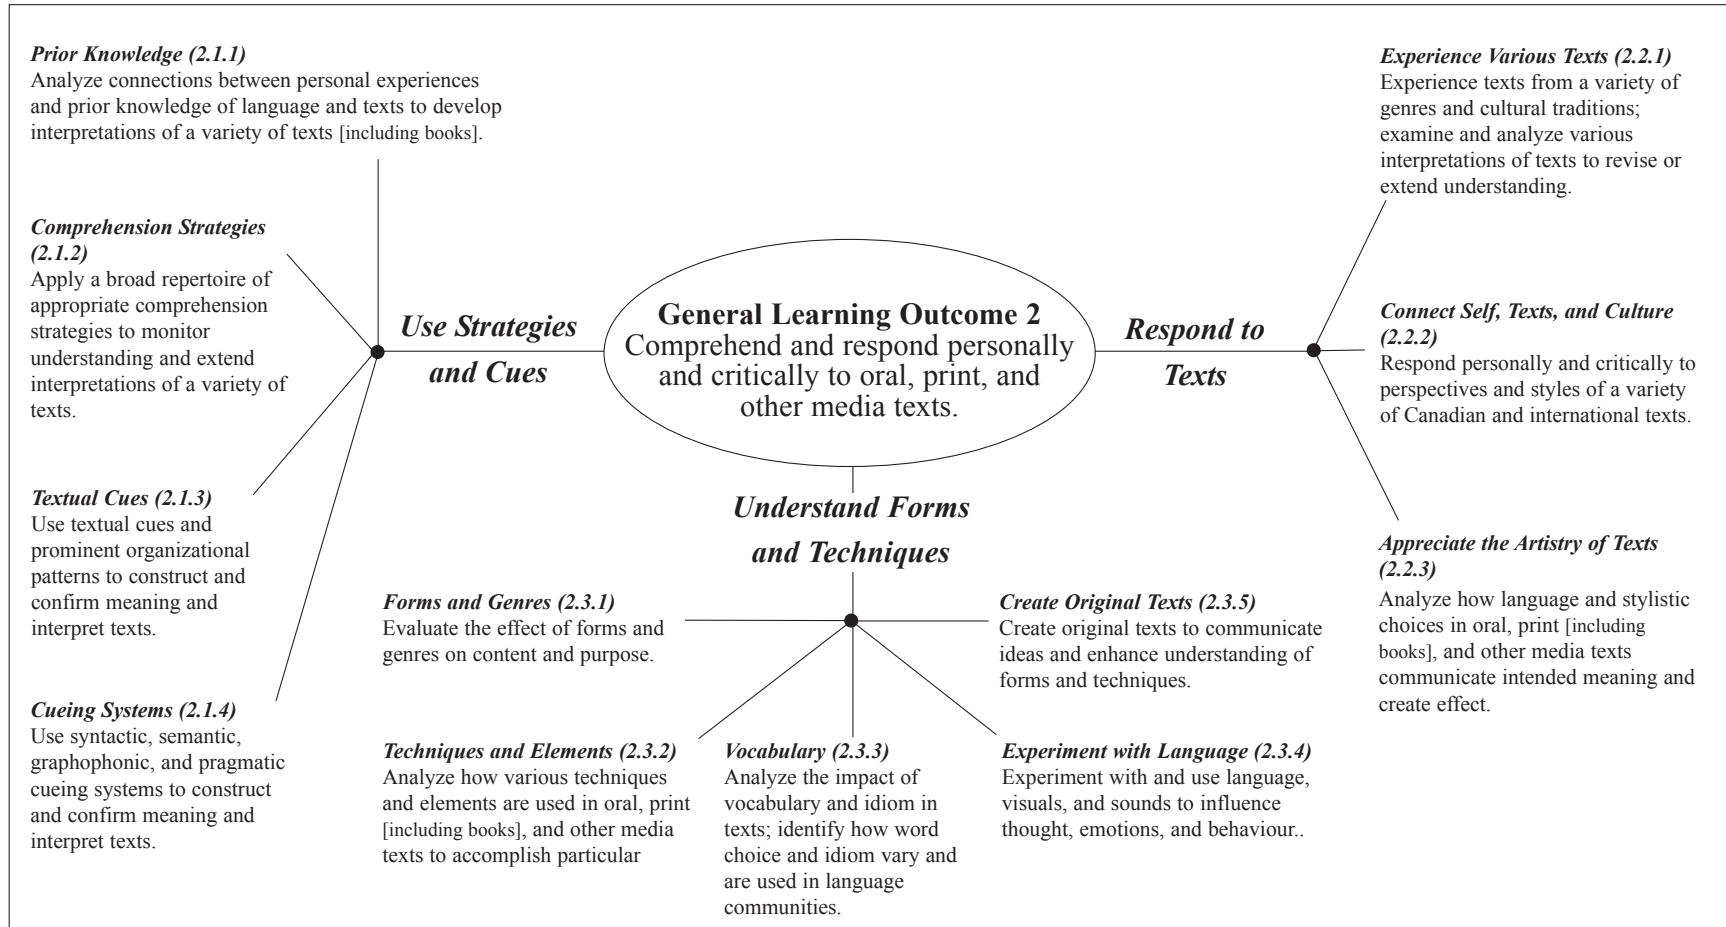 Prior Knowledge (2.1.1)
Analyze connections between personal experiences
and prior knowledge of language and texts to develop
interpretations of a variety of texts [including books].
Comprehension Strategies
(2.1.2)
Apply a broad repertoire of
appropriate comprehension
strategies to monitor
understanding and extend
interpretations of a variety of
texts.
Textual Cues (2.1.3)
Use textual cues and
prominent organizational
patterns to construct and
confirm meaning and
interpret texts.
Cueing Systems (2.1.4)
Use syntactic, semantic,
graphophonic, and pragmatic
cueing systems to construct
and confirm meaning and
interpret texts.
Use Strategies
and Cues
General Learning Outcome 2
Comprehend and respond personally
and critically to oral, print, and
other media texts.
Respond to
Texts
Experience Various Texts (2.2.1)
Experience texts from a variety of
genres and cultural traditions;
examine and analyze various
interpretations of texts to revise or
extend understanding.
Connect Self, Texts, and Culture
(2.2.2)
Respond personally and critically to
perspectives and styles of a variety
of Canadian and international texts.
Appreciate the Artistry of Texts
(2.2.3)
Analyze how language and stylistic
choices in oral, print [including
books], and other media texts
communicate intended meaning and
create effect.
Understand Forms
and Techniques
Forms and Genres (2.3.1)
Evaluate the effect of forms and
genres on content and purpose.
Create Original Texts (2.3.5)
Create original texts to communicate
ideas and enhance understanding of
forms and techniques.
Techniques and Elements (2.3.2)
Analyze how various techniques
and elements are used in oral, print
[including books], and other media
texts to accomplish particular
Vocabulary (2.3.3)
Analyze the impact of
vocabulary and idiom in
texts; identify how word
choice and idiom vary and
are used in language
communities.
Experiment with Language (2.3.4)
Experiment with and use language,
visuals, and sounds to influence
thought, emotions, and behaviour..